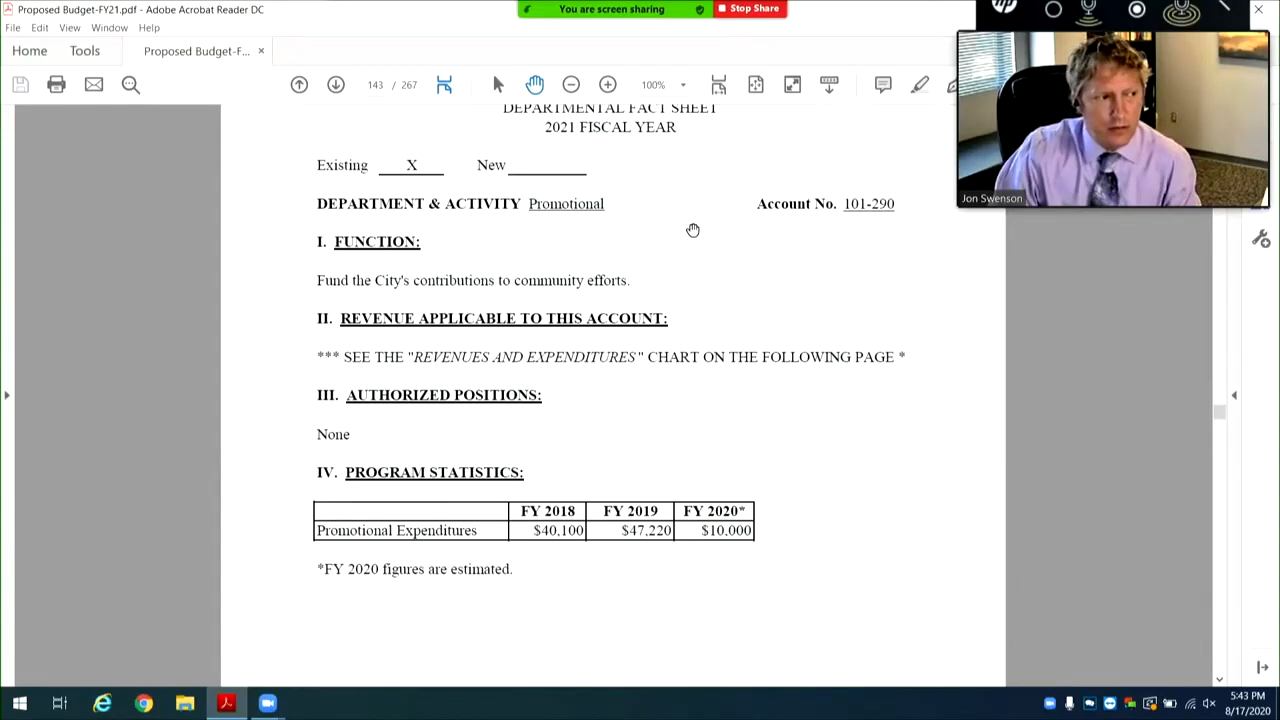 Proposed Budget-FY21.pdf - Adobe Acrobat Reader DC
You are screen sharing
Stop Share
File Edit View Window Help
Home Tools Proposed Budget-F... ×
143 / 267
100%
DEPARTMENTAL FACT SHEET
2021 FISCAL YEAR
Existing X New
DEPARTMENT & ACTIVITY Promotional Account No. 101-290
I. FUNCTION:
Fund the City's contributions to community efforts.
II. REVENUE APPLICABLE TO THIS ACCOUNT:
*** SEE THE "REVENUES AND EXPENDITURES" CHART ON THE FOLLOWING PAGE *
III. AUTHORIZED POSITIONS:
None
IV. PROGRAM STATISTICS:
FY 2018 FY 2019 FY 2020*
Promotional Expenditures $40,100 $47,220 $10,000
*FY 2020 figures are estimated.
Jon Swenson
hp
5:43 PM
8/17/2020